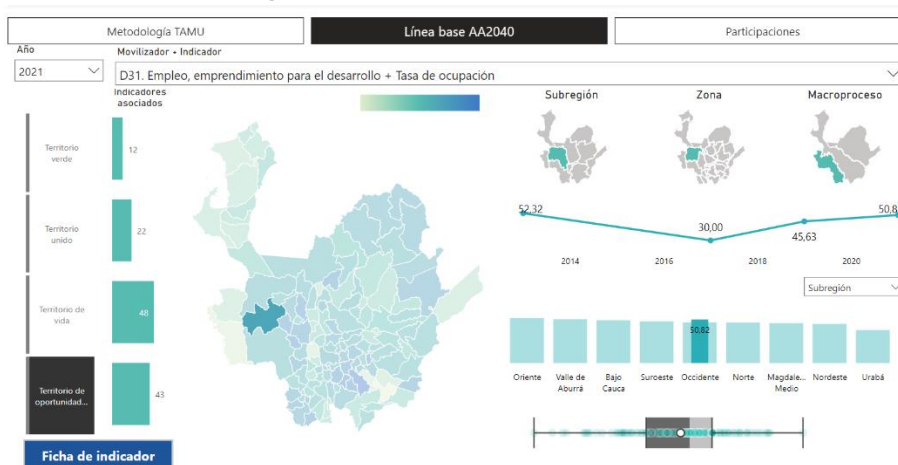 Metodología TAMU
Línea base AA2040
Participaciones
Año
Movilizador + Indicador
2021
D31. Empleo, emprendimiento para el desarrollo + Tasa de ocupación
Indicadores
asociados
Subregión
Zona
Macroproceso
Territorio
verde
12
Territorio
unido
22
Territorio de
vida
48
Territorio de
oportunidad...
43
52,32
30,00
45,63
50,8
2014
2016
2018
2020
Subregión
50,82
Oriente
Valle de
Aburrá
Bajo
Cauca
Suroeste
Occidente
Norte
Magdale...
Medio
Nordeste
Urabá
Ficha de indicador